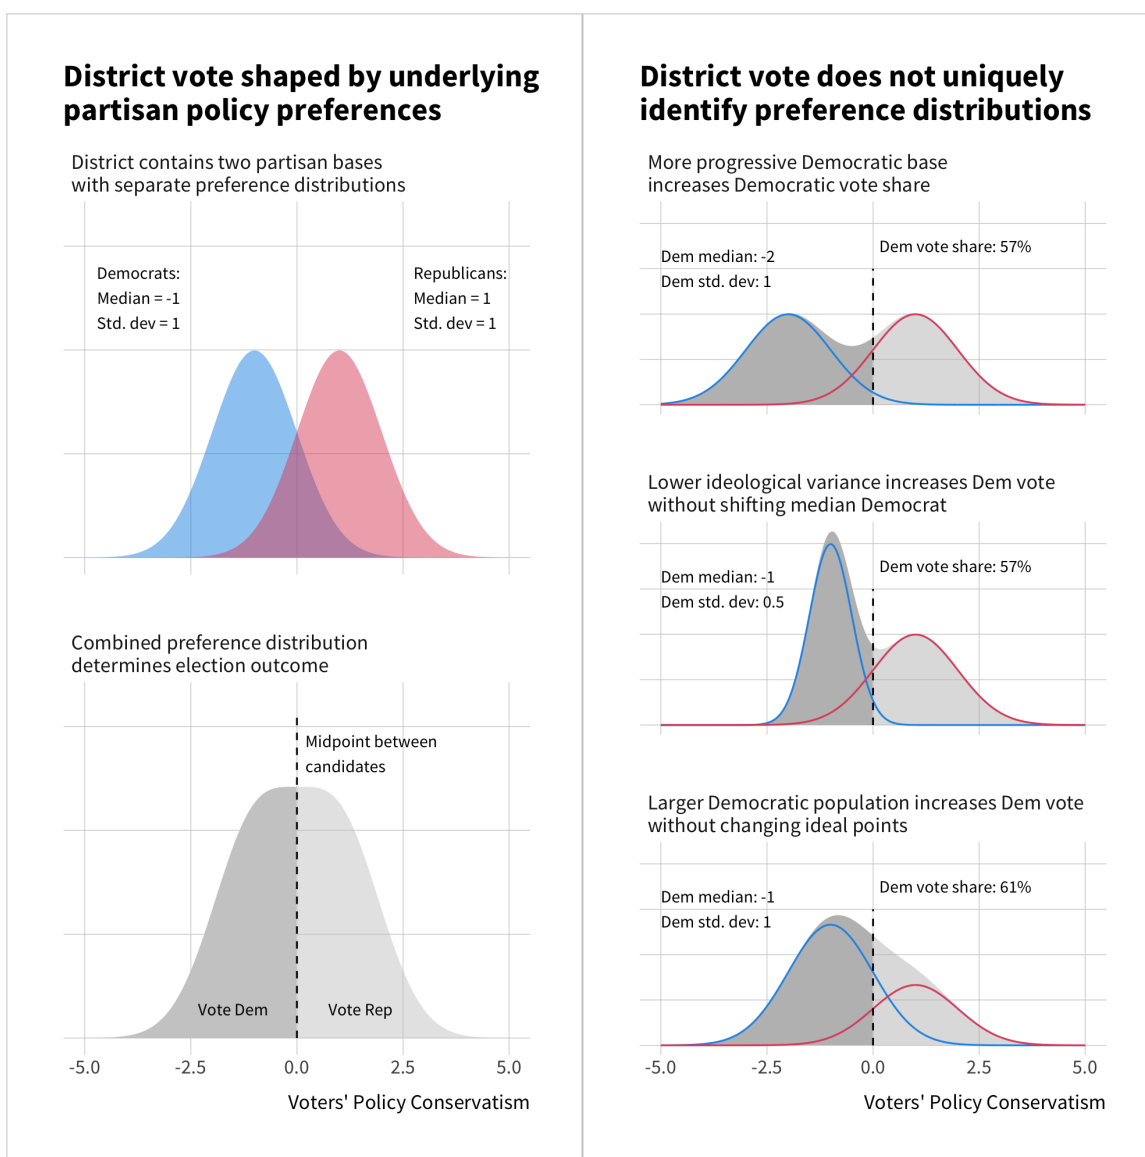 District vote shaped by underlying
partisan policy preferences
District contains two partisan bases
with separate preference distributions
Democrats:
Median = -1
Std. dev = 1
Republicans:
Median = 1
Std. dev = 1
Combined preference distribution
determines election outcome
Midpoint between
candidates
Vote Dem
Vote Rep
-5.0 -2.5 0.0 2.5 5.0
Voters' Policy Conservatism
District vote does not uniquely
identify preference distributions
More progressive Democratic base
increases Democratic vote share
Dem median: -2
Dem std. dev: 1
Dem vote share: 57%
Lower ideological variance increases Dem vote
without shifting median Democrat
Dem median: -1
Dem std. dev: 0.5
Dem vote share: 57%
Larger Democratic population increases Dem vote
without changing ideal points
Dem median: -1
Dem std. dev: 1
Dem vote share: 61%
-5.0 -2.5 0.0 2.5 5.0
Voters' Policy Conservatism